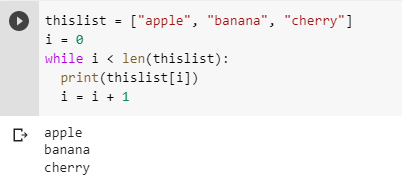 thislist = ["apple", "banana", "cherry"]
i = 0
while i < len(thislist):
  print(thislist[i])
  i = i + 1
apple
banana
cherry